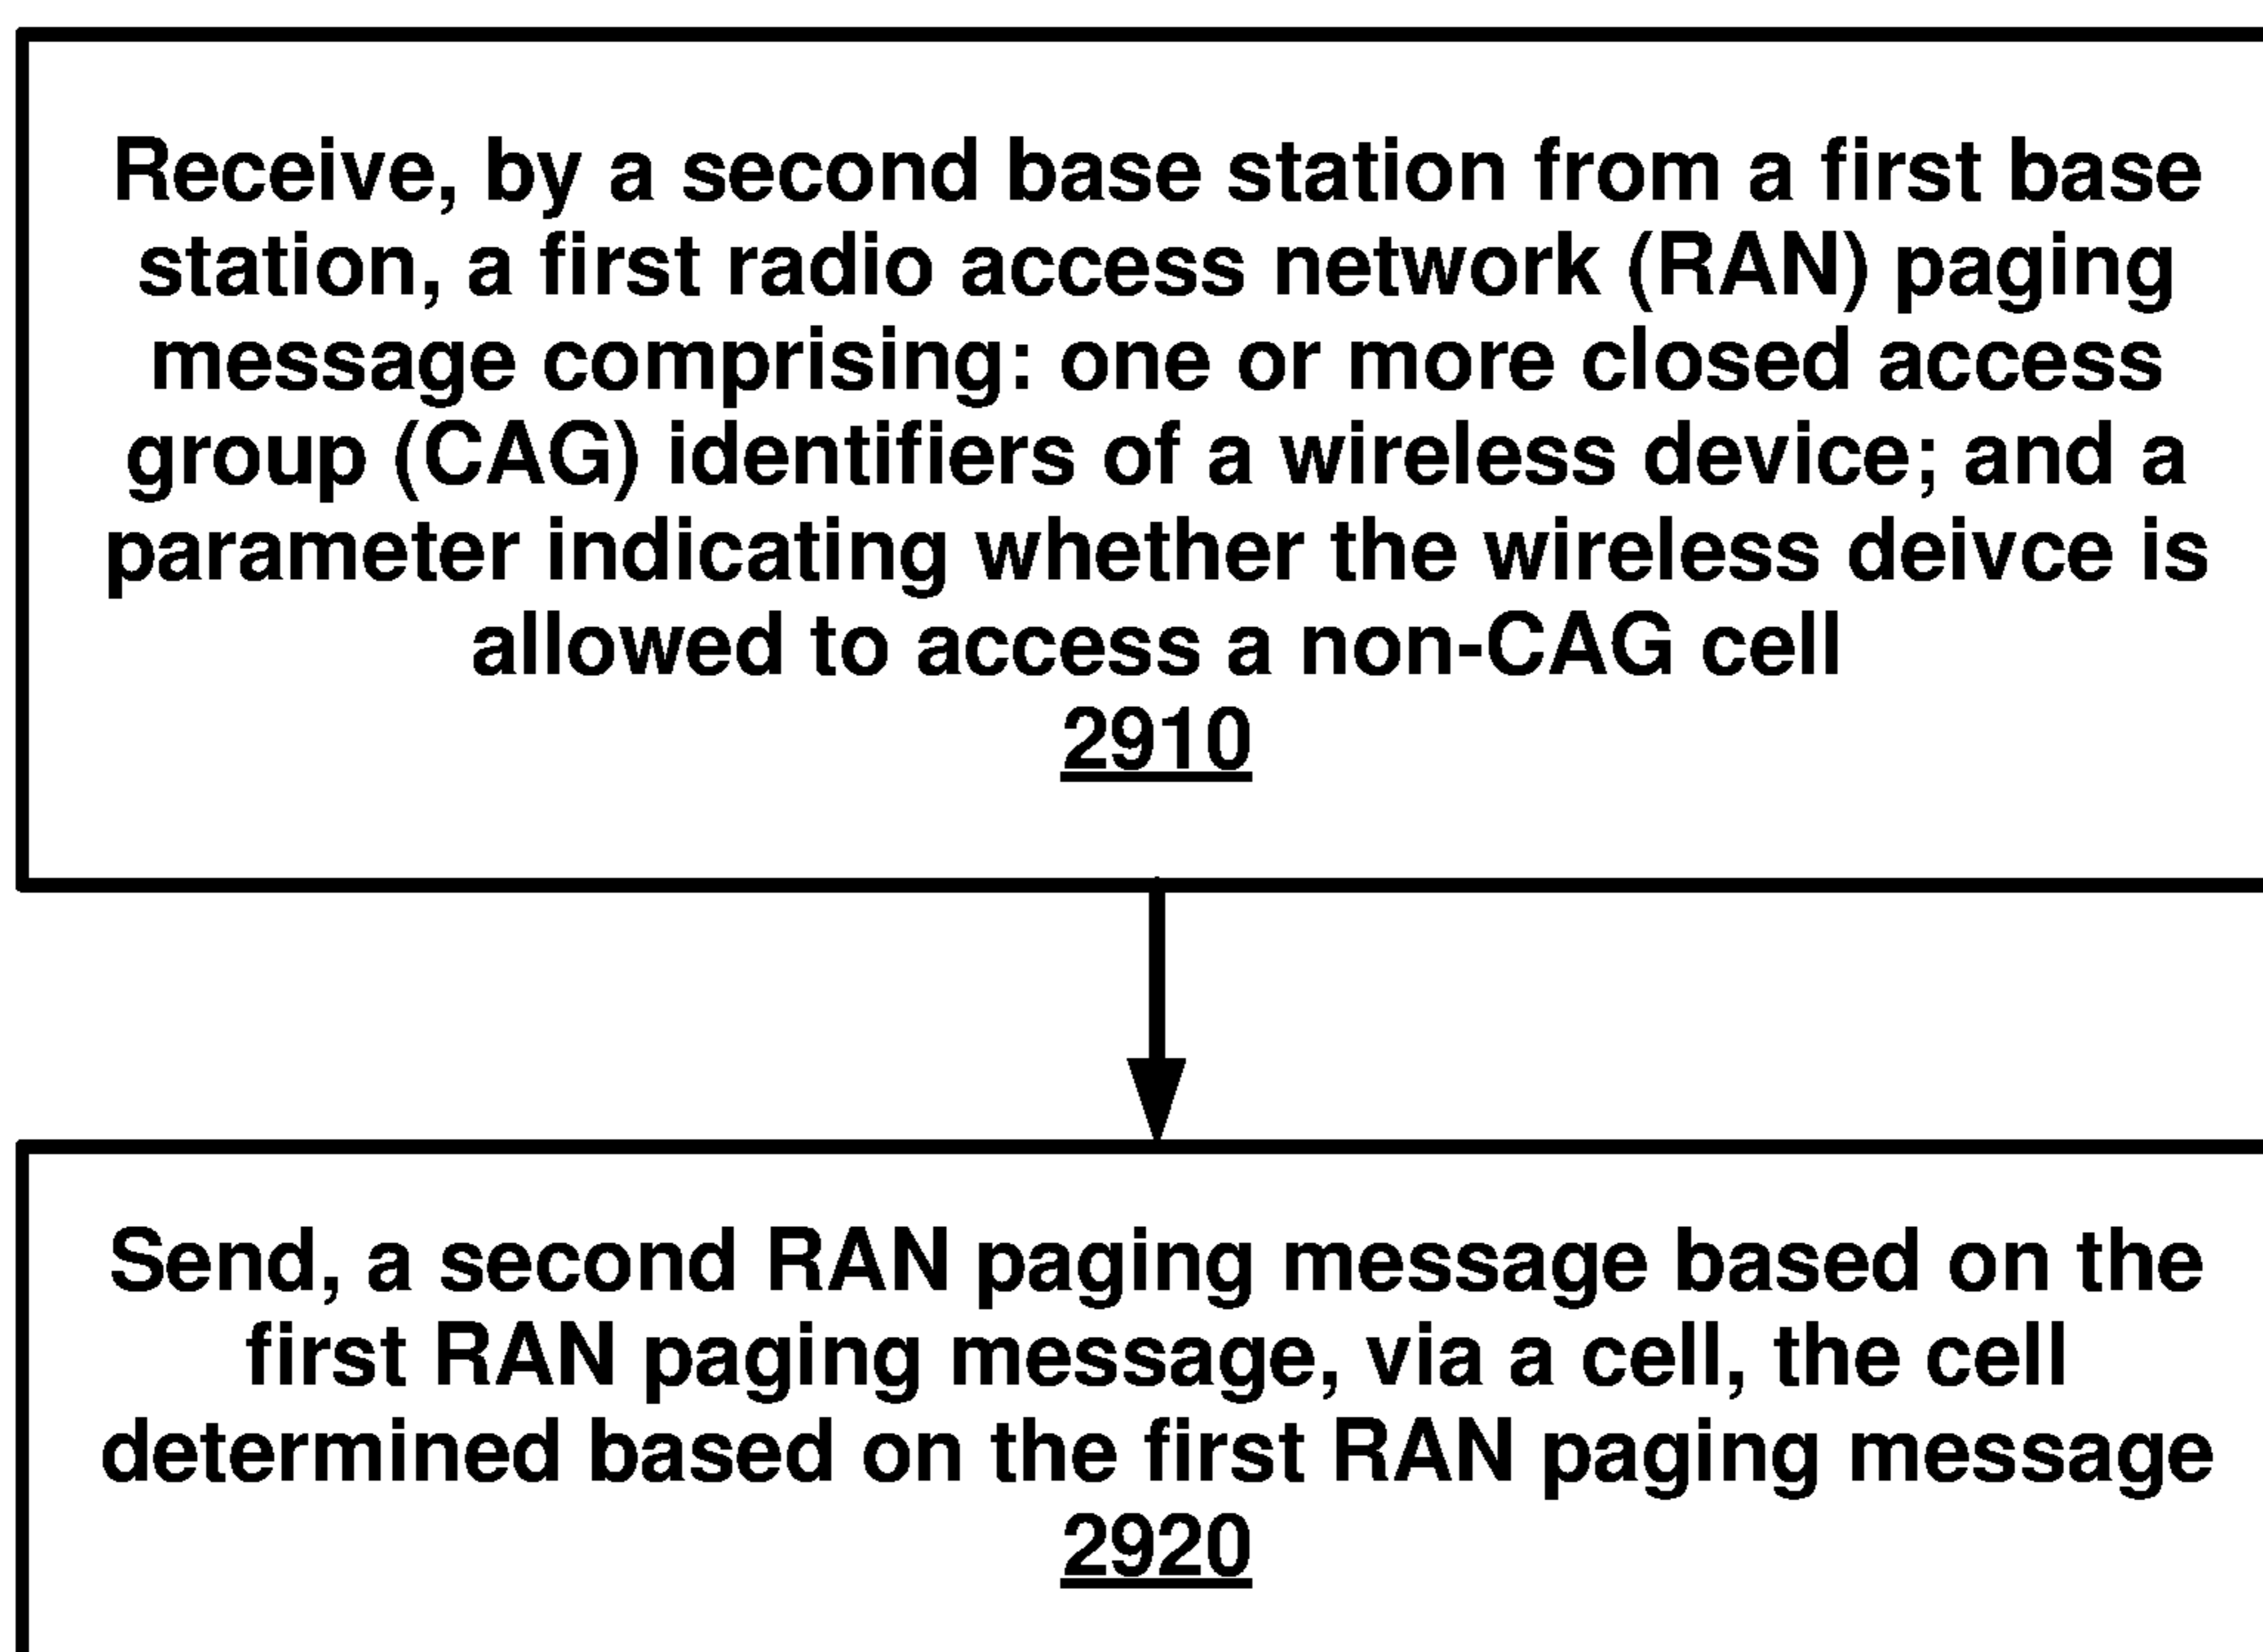 Receive, by a second base station from a first base
station, a first radio access network (RAN) paging
message comprising: one or more closed access
group (CAG) identifiers of a wireless device; and a
parameter indicating whether the wireless deivce is
allowed to access a non-CAG cell
2910
Send, a second RAN paging message based on the
first RAN paging message, via a cell, the cell
determined based on the first RAN paging message
2920